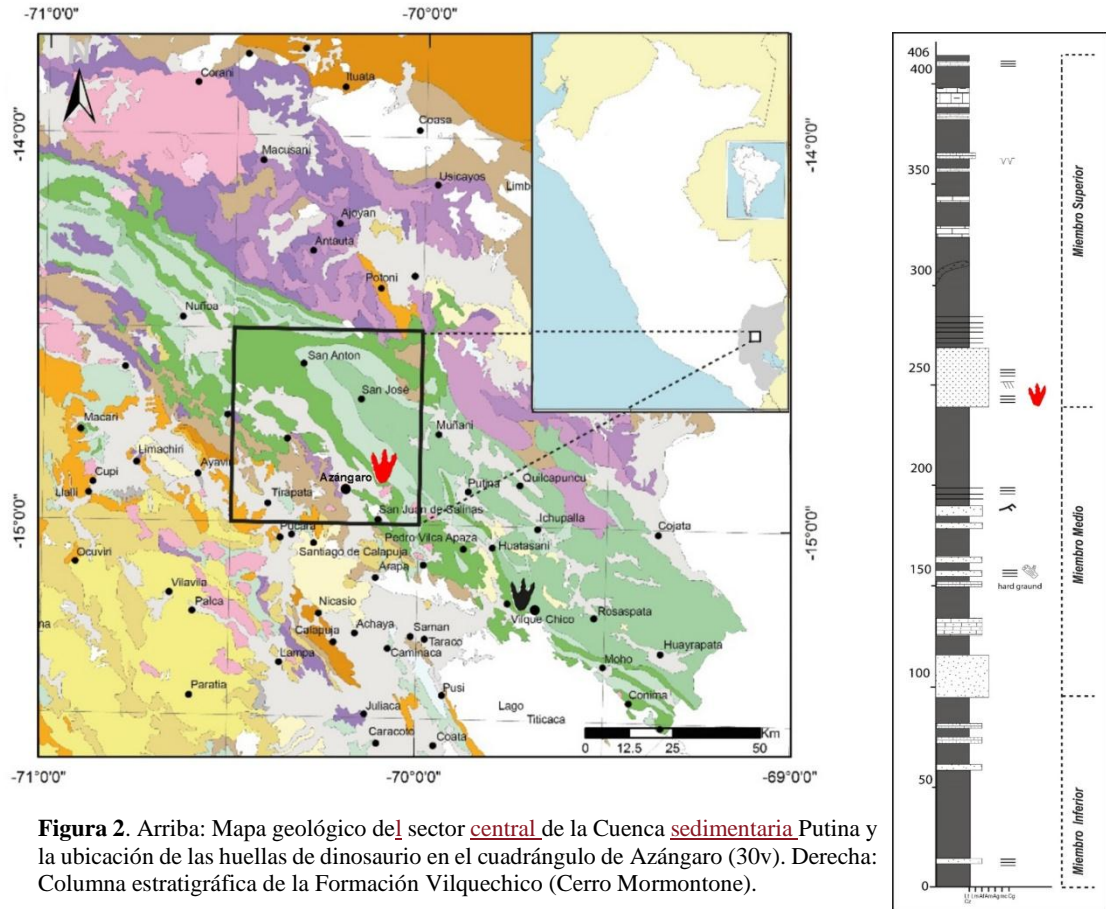 -71°0'0"
-70°0'0"
-14°0'0"
-14°0'0"
Corani
Ituata
Coasa
Macusani
Usicayos
Limb
Ajoyan
Antauta
Potoni
Nuñoa
San Anton
San José
Macari
Muñani
Limachiri
Cupi
Ayaviri
Llalli
Azángaro
Tirapata
Putina
Quilcapuncu
San Juan de Salinas
-15°0'0"
-15°0'0"
Pucara
Pedro Vilca Apaza
Ichupalla
Cojata
Santiago de Calapuja
Huatasani
Ocuviri
Arapa
Vilavila
Palca
Nicasio
Vilque Chico
Rosaspata
Calapuja
Achaya
Saman
Taraco
Huayrapata
Lampa
Caminaca
Moho
Paratia
Pusi
Conima
Juliaca
Lago
Titicaca
Caracoto
Coata
Km
0 12.5 25 50
-71°0'0"
-70°0'0"
-69°0'0"
406
400
350
300
250
200
150
100
50
0
hard ground
Miembro Superior
Miembro Medio
Miembro Inferior
Figura 2. Arriba: Mapa geológico del sector central de la Cuenca sedimentaria Putina y
la ubicación de las huellas de dinosaurio en el cuadrángulo de Azángaro (30v). Derecha:
Columna estratigráfica de la Formación Vilquechico (Cerro Mormontone).